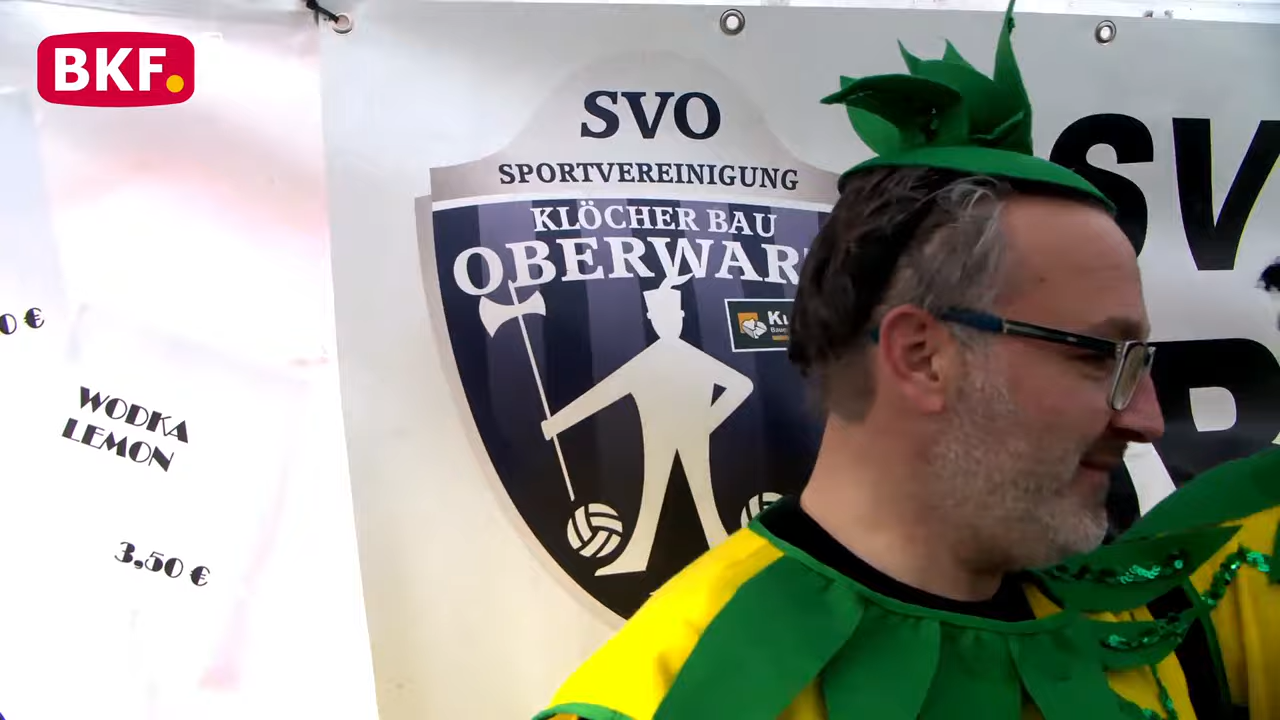 BKF.
SVO
SPORTVEREINIGUNG
KLÖCHER BAU
OBERWAR
SV
0 €
WODKA
LEMON
3,50 €